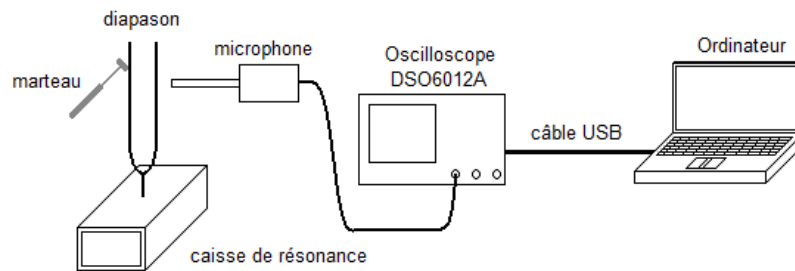 diapason
marteau
microphone
Oscilloscope
DSO6012A
câble USB
Ordinateur
caisse de résonance